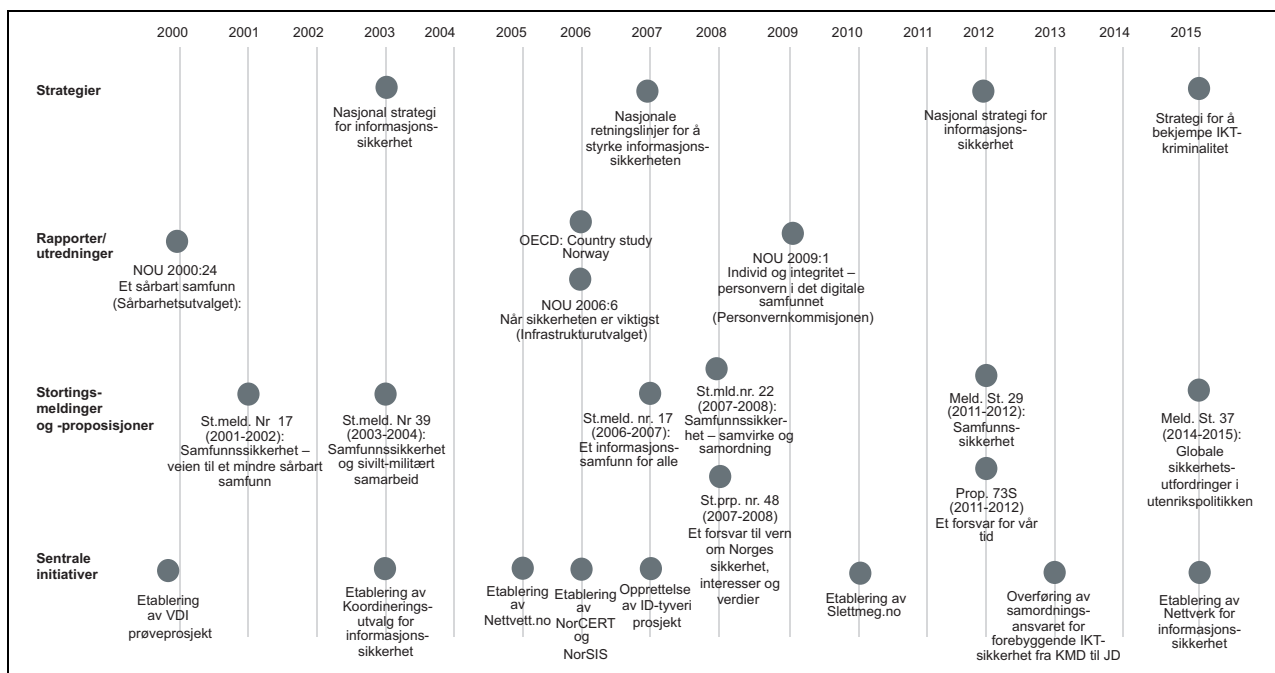 2000 2001 2002 2003 2004 2005 2006 2007 2008 2009 2010 2011 2012 2013 2014 2015
Strategier
Nasjonal strategi
for informasjons-
sikkerhet
Nasjonale
retningslinjer for å
styrke informasjons-
sikkerheten
Nasjonal strategi for
informasjons-
sikkerhet
Strategi for å
bekjempe IKT-
kriminalitet
Rapporter/
utredninger
NOU 2000:24
Et sårbart samfunn
(Sårbarhetsutvalget):
OECD: Country study
Norway
NOU 2006:6
Når sikkerheten er viktigst
(Infrastrukturutvalget)
NOU 2009:1
Individ og integritet –
personvern i det digitale
samfunnet
(Personvernkommisjonen)
Stortings-
meldinger
og -proposisjoner
St.meld. Nr 17
(2001-2002):
Samfunnssikkerhet –
veien til et mindre sårbart
samfunn
St.meld. Nr 39
(2003-2004):
Samfunnssikkerhet
og sivilt-militært
samarbeid
St.meld. nr. 17
(2006-2007):
Et informasjons-
samfunn for alle
St.mld.nr. 22
(2007-2008):
Samfunnssikker-
het – samvirke og
samordning
St.prp. nr. 48
(2007-2008)
Et forsvar til vern
om Norges
sikkerhet,
interesser og
verdier
Meld. St. 29
(2011-2012):
Samfunns-
sikkerhet
Prop. 73S
(2011-2012)
Et forsvar for vår
tid
Meld. St. 37
(2014-2015):
Globale
sikkerhets-
utfordringer i
utenrikspolitikken
Sentrale
initiativer
Etablering
av VDI
prøveprosjekt
Etablering av
Koordinerings-
utvalg for
informasjons-
sikkerhet
Etablering
av
Nettvett.no
Etablering
av
NorCERT
og
NorSIS
Opprettelse
av ID-tyveri
prosjekt
Etablering
av Slettmeg.no
Overføring av
samordnings-
ansvaret for
forebyggende IKT-
sikkerhet fra KMD til JD
Etablering av
Nettverk for
informasjons-
sikkerhet